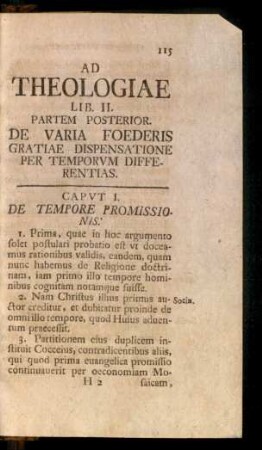 115
AD
THEOLOGIAE
LIB. II.
PARTEM POSTERIOR.
DE VARIA FOEDERIS
GRATIAE DISPENSATIONE
PER TEMPORVM DIFFE-
RENTIAS.
CAPVT I.
DE TEMPORE PROMISSIO-
NIS.
1. Prima, quae in hoc argumento
solet postulari probatio est vt docea-
mus rationibus validis, eandem, quam
nunc habemus de Religione doctri-
nam, iam primo illo tempore homi-
nibus cognitam notamque fuisse.
2. Nam Christus illius primus au- Socin.
ctor creditur, et dubitatur proinde de
omni illo tempore, quod Huius aduen-
tum praecessit.
3. Partitionem eius duplicem in-
stituit Cocceius, contradicentibus aliis,
qui quod prima euangelica promissio
continuauerit per oeconomiam Mo-
H 2 saicam,